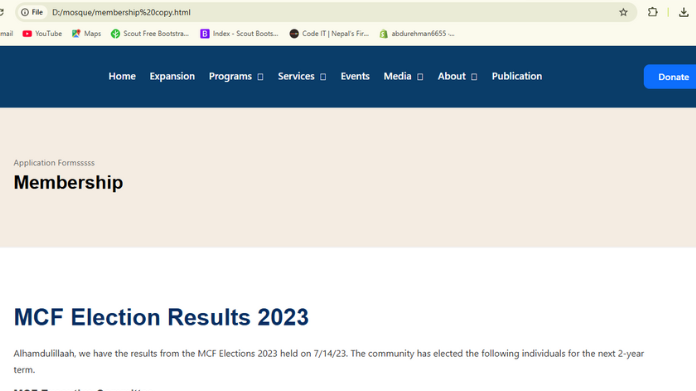 File D:/mosque/membership%20copy.html
mail YouTube Maps Scout Free Bootstra... Index - Scout Boots... Code IT | Nepal's Fir... abdurehman6655 -...
Home Expansion Programs Services Events Media About Publication Donate
Application Formsssss
Membership
MCF Election Results 2023
Alhamdulillaah, we have the results from the MCF Elections 2023 held on 7/14/23. The community has elected the following individuals for the next 2-year
term.